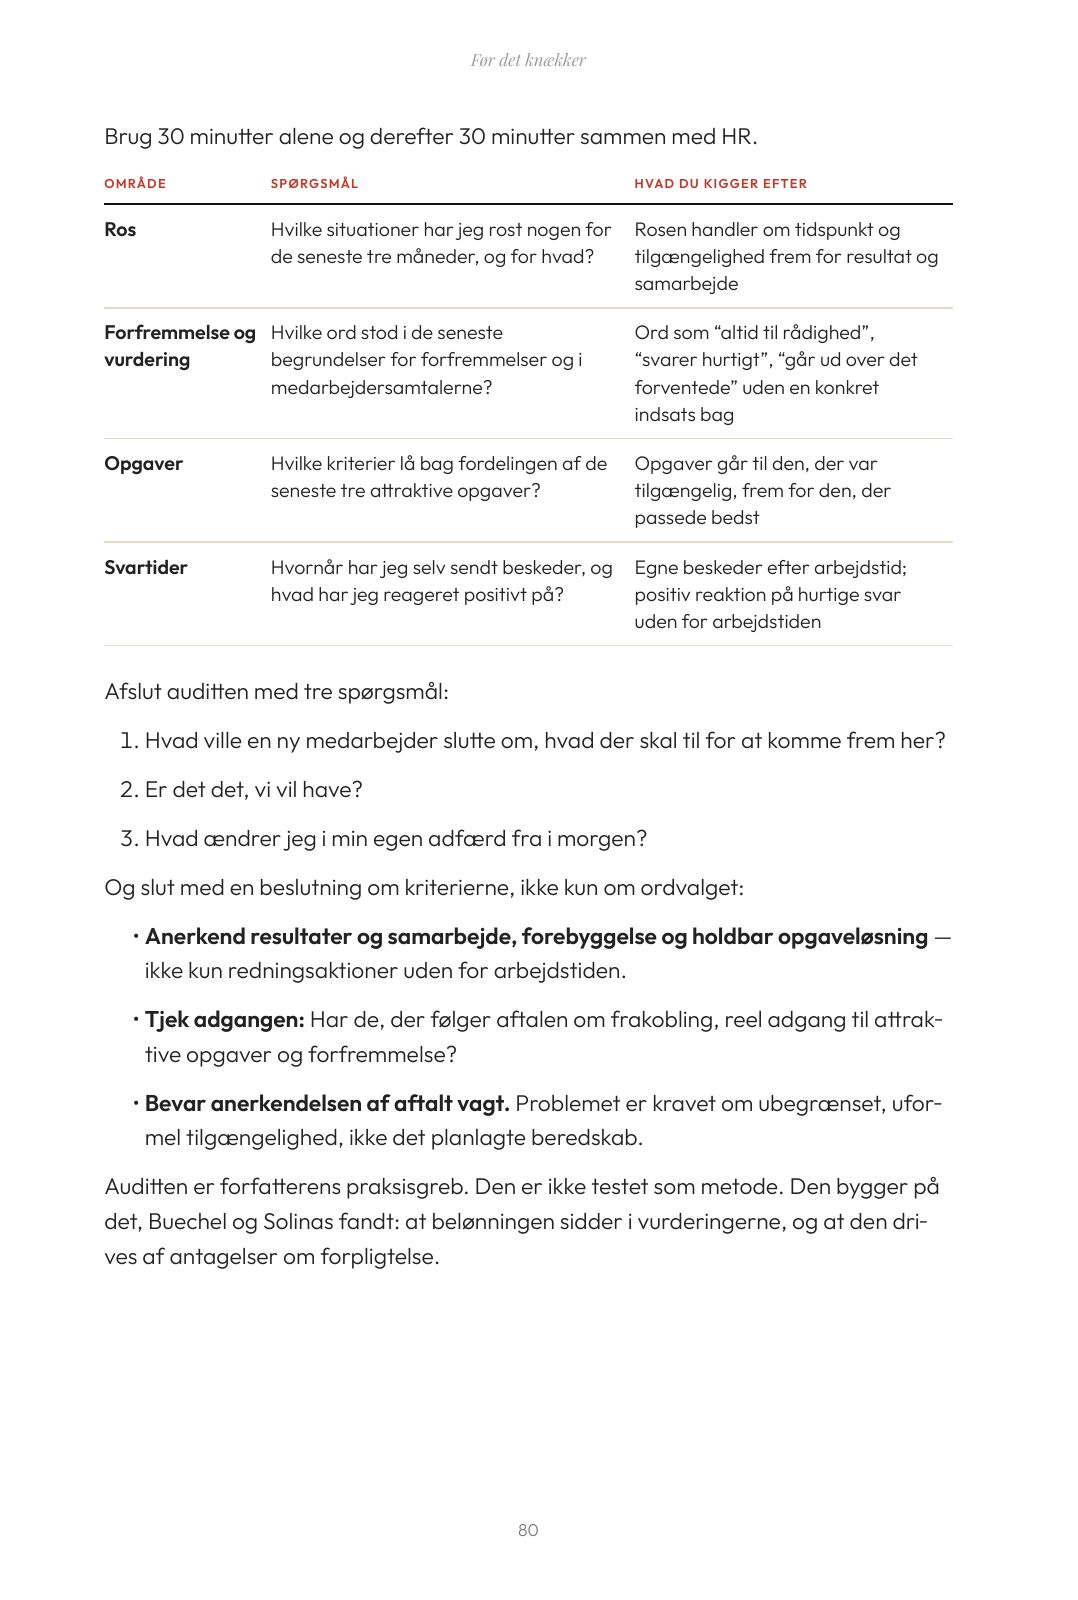 Før det knækker
Brug 30 minutter alene og derefter 30 minutter sammen med HR.
OMRÅDE SPØRGSMÅL HVAD DU KIGGER EFTER
Ros
Hvilke situationer har jeg rost nogen for
de seneste tre måneder, og for hvad?
Rosen handler om tidspunkt og
tilgængelighed frem for resultat og
samarbejde
Forfremmelse og
vurdering
Hvilke ord stod i de seneste
begrundelser for forfremmelser og i
medarbejdersamtalerne?
Ord som “altid til rådighed”,
“svarer hurtigt”, “går ud over det
forventede” uden en konkret
indsats bag
Opgaver
Hvilke kriterier lå bag fordelingen af de
seneste tre attraktive opgaver?
Opgaver går til den, der var
tilgængelig, frem for den, der
passede bedst
Svartider
Hvornår har jeg selv sendt beskeder, og
hvad har jeg reageret positivt på?
Egne beskeder efter arbejdstid;
positiv reaktion på hurtige svar
uden for arbejdstiden
Afslut auditten med tre spørgsmål:
1. Hvad ville en ny medarbejder slutte om, hvad der skal til for at komme frem her?
2. Er det det, vi vil have?
3. Hvad ændrer jeg i min egen adfærd fra i morgen?
Og slut med en beslutning om kriterierne, ikke kun om ordvalget:
• Anerkend resultater og samarbejde, forebyggelse og holdbar opgaveløsning —
ikke kun redningsaktioner uden for arbejdstiden.
• Tjek adgangen: Har de, der følger aftalen om frakobling, reel adgang til attrak-
tive opgaver og forfremmelse?
• Bevar anerkendelsen af aftalt vagt. Problemet er kravet om ubegrænset, ufor-
mel tilgængelighed, ikke det planlagte beredskab.
Auditten er forfatterens praksisgreb. Den er ikke testet som metode. Den bygger på
det, Buechel og Solinas fandt: at belønningen sidder i vurderingerne, og at den dri-
ves af antagelser om forpligtelse.
80